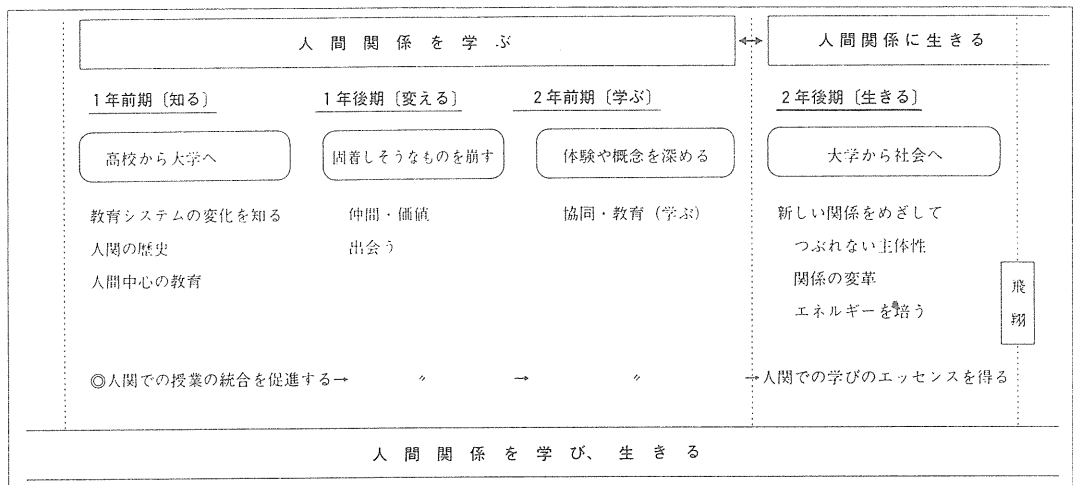 人間関係を学ぶ
↔
人間関係に生きる
1年前期〔知る〕
1年後期〔変える〕
2年前期〔学ぶ〕
2年後期〔生きる〕
高校から大学へ
固着しそうなものを崩す
体験や概念を深める
大学から社会へ
教育システムの変化を知る
人関の歴史
人間中心の教育
仲間・価値
出会う
協同・教育（学ぶ）
新しい関係をめざして
つぶれない主体性
関係の変革
エネルギーを培う
飛翔
◎人関での授業の統合を促進する→ 〃 → 〃 →人関での学びのエッセンスを得る
人間関係を学び、生きる